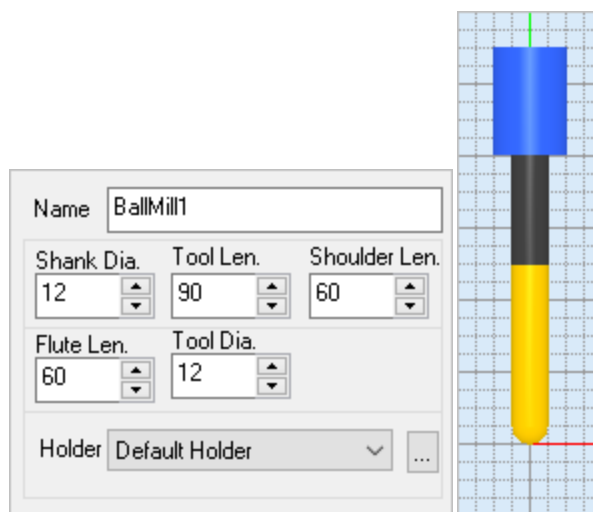 Name BallMill1
Shank Dia. Tool Len. Shoulder Len.
12 90 60
Flute Len. Tool Dia.
60 12
Holder Default Holder ...